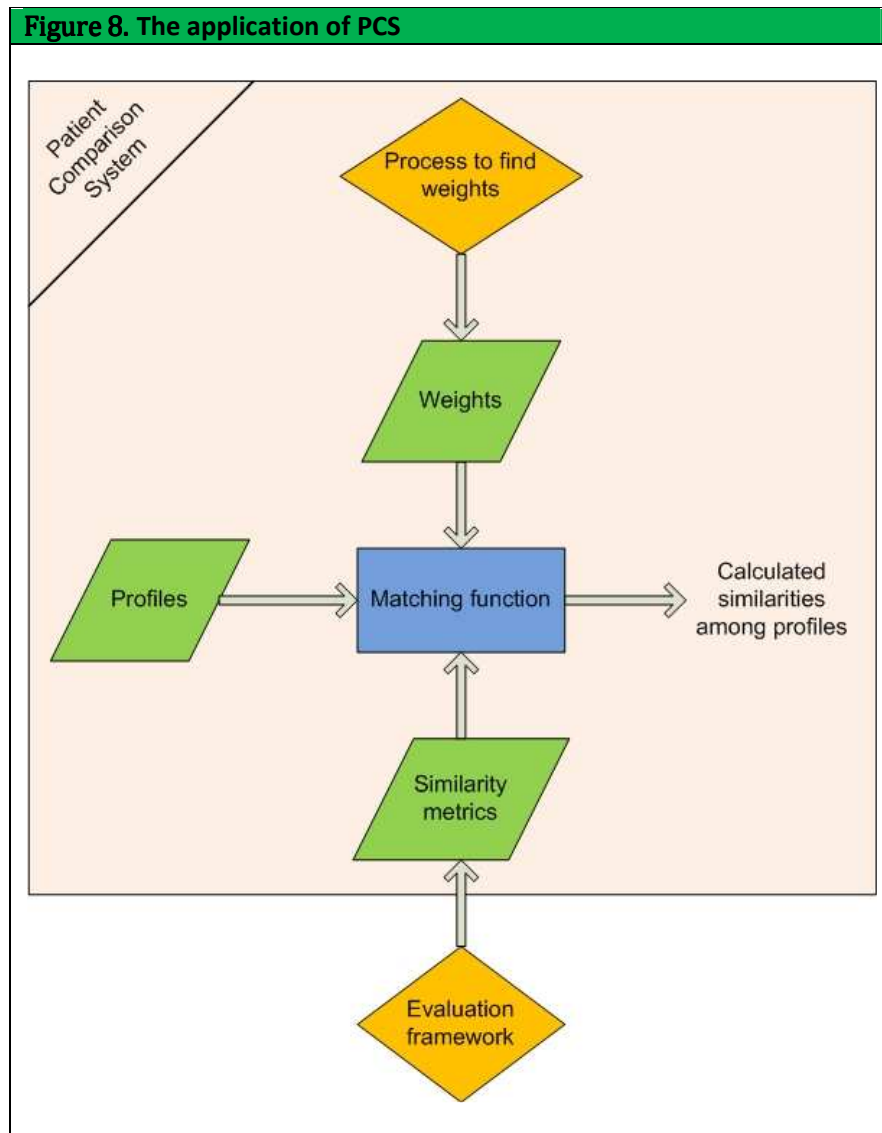 Figure 8. The application of PCS
Patient
Comparison
System
Process to find
weights
Weights
Profiles
Matching function
Calculated
similarities
among profiles
Similarity
metrics
Evaluation
framework